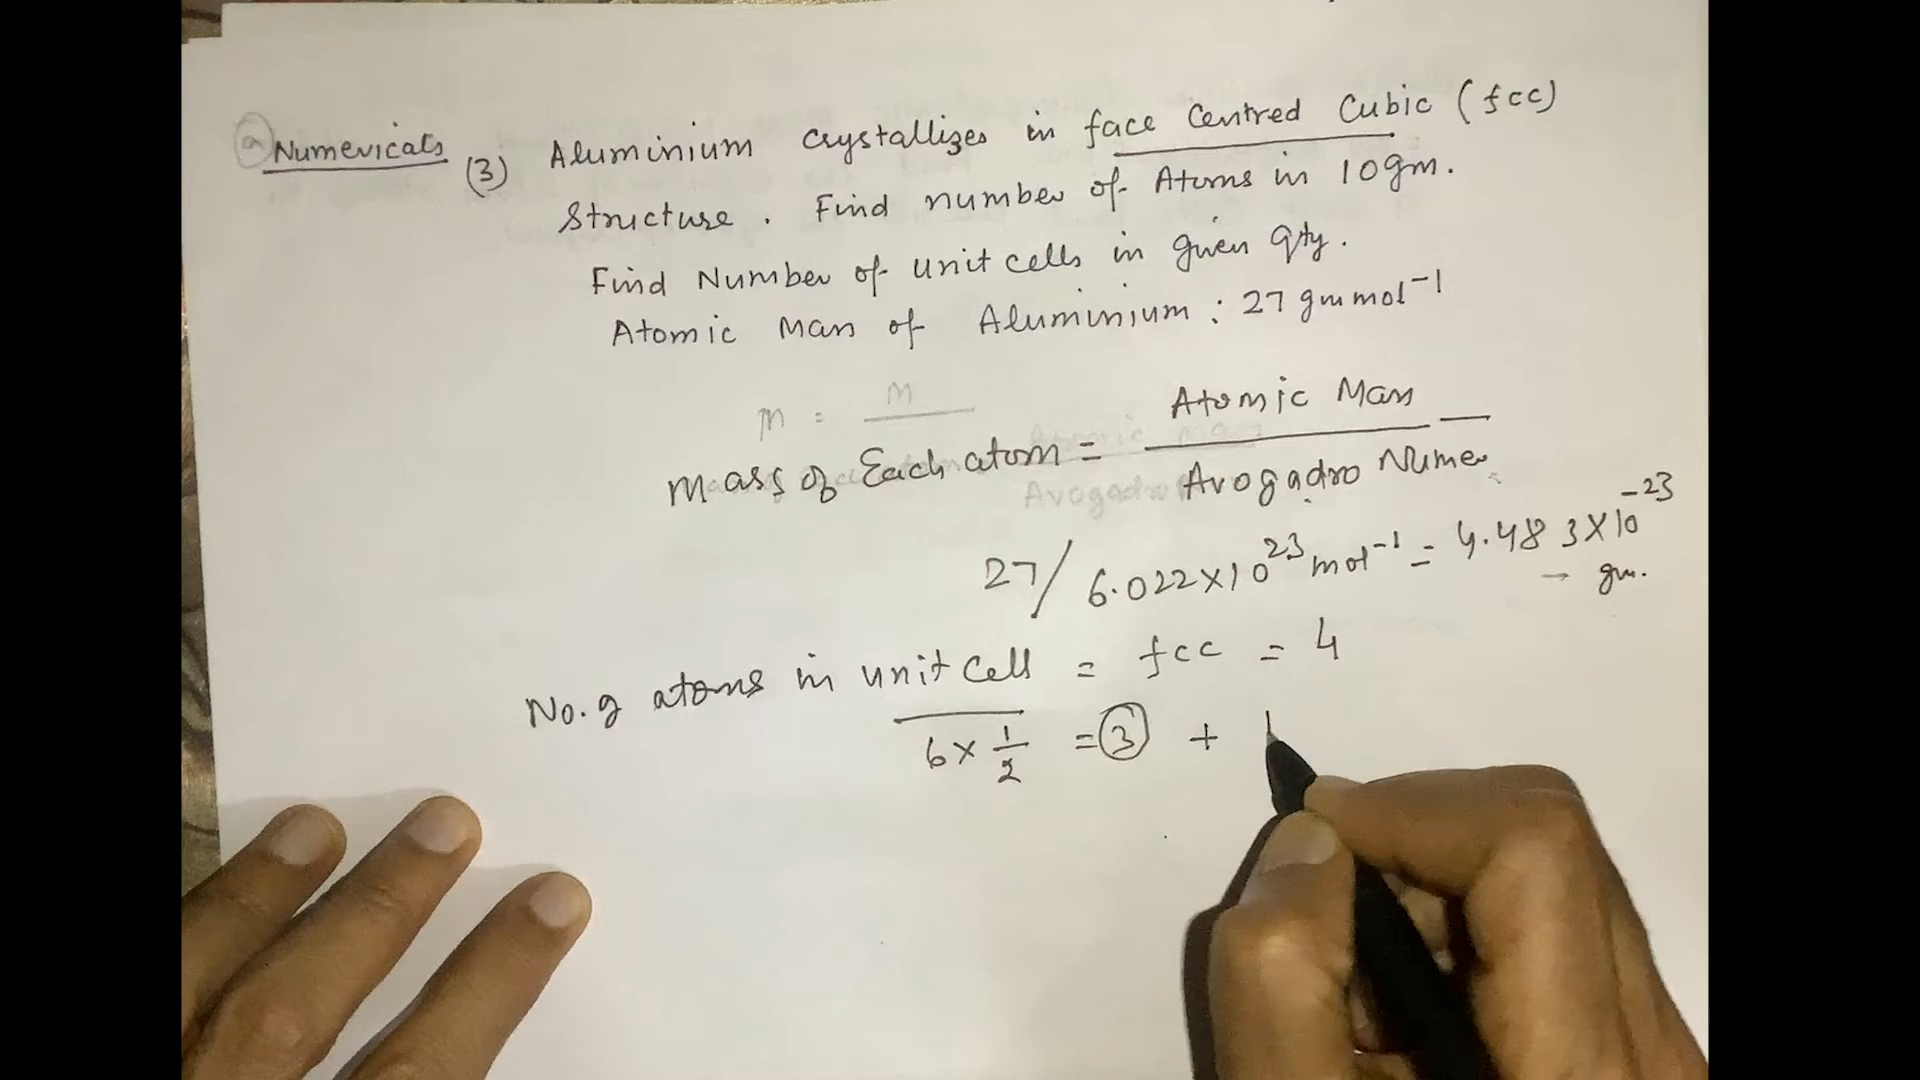 Numericals (3) Aluminium crystallizes in face Centred Cubic (fcc)
Structure. Find number of Atoms in 10gm.
Find Number of unit cells in given qty.
Atomic Mass of Aluminium : 27 gm mol⁻¹
m = M
Mass of Each atom = Atomic Mass
Avogadro Numer
27/6.022×10²³ mol⁻¹ = 4.483×10⁻²³
→ gm.
No. of atoms in unit cell = fcc = 4
6 × 1/2 = 3 +